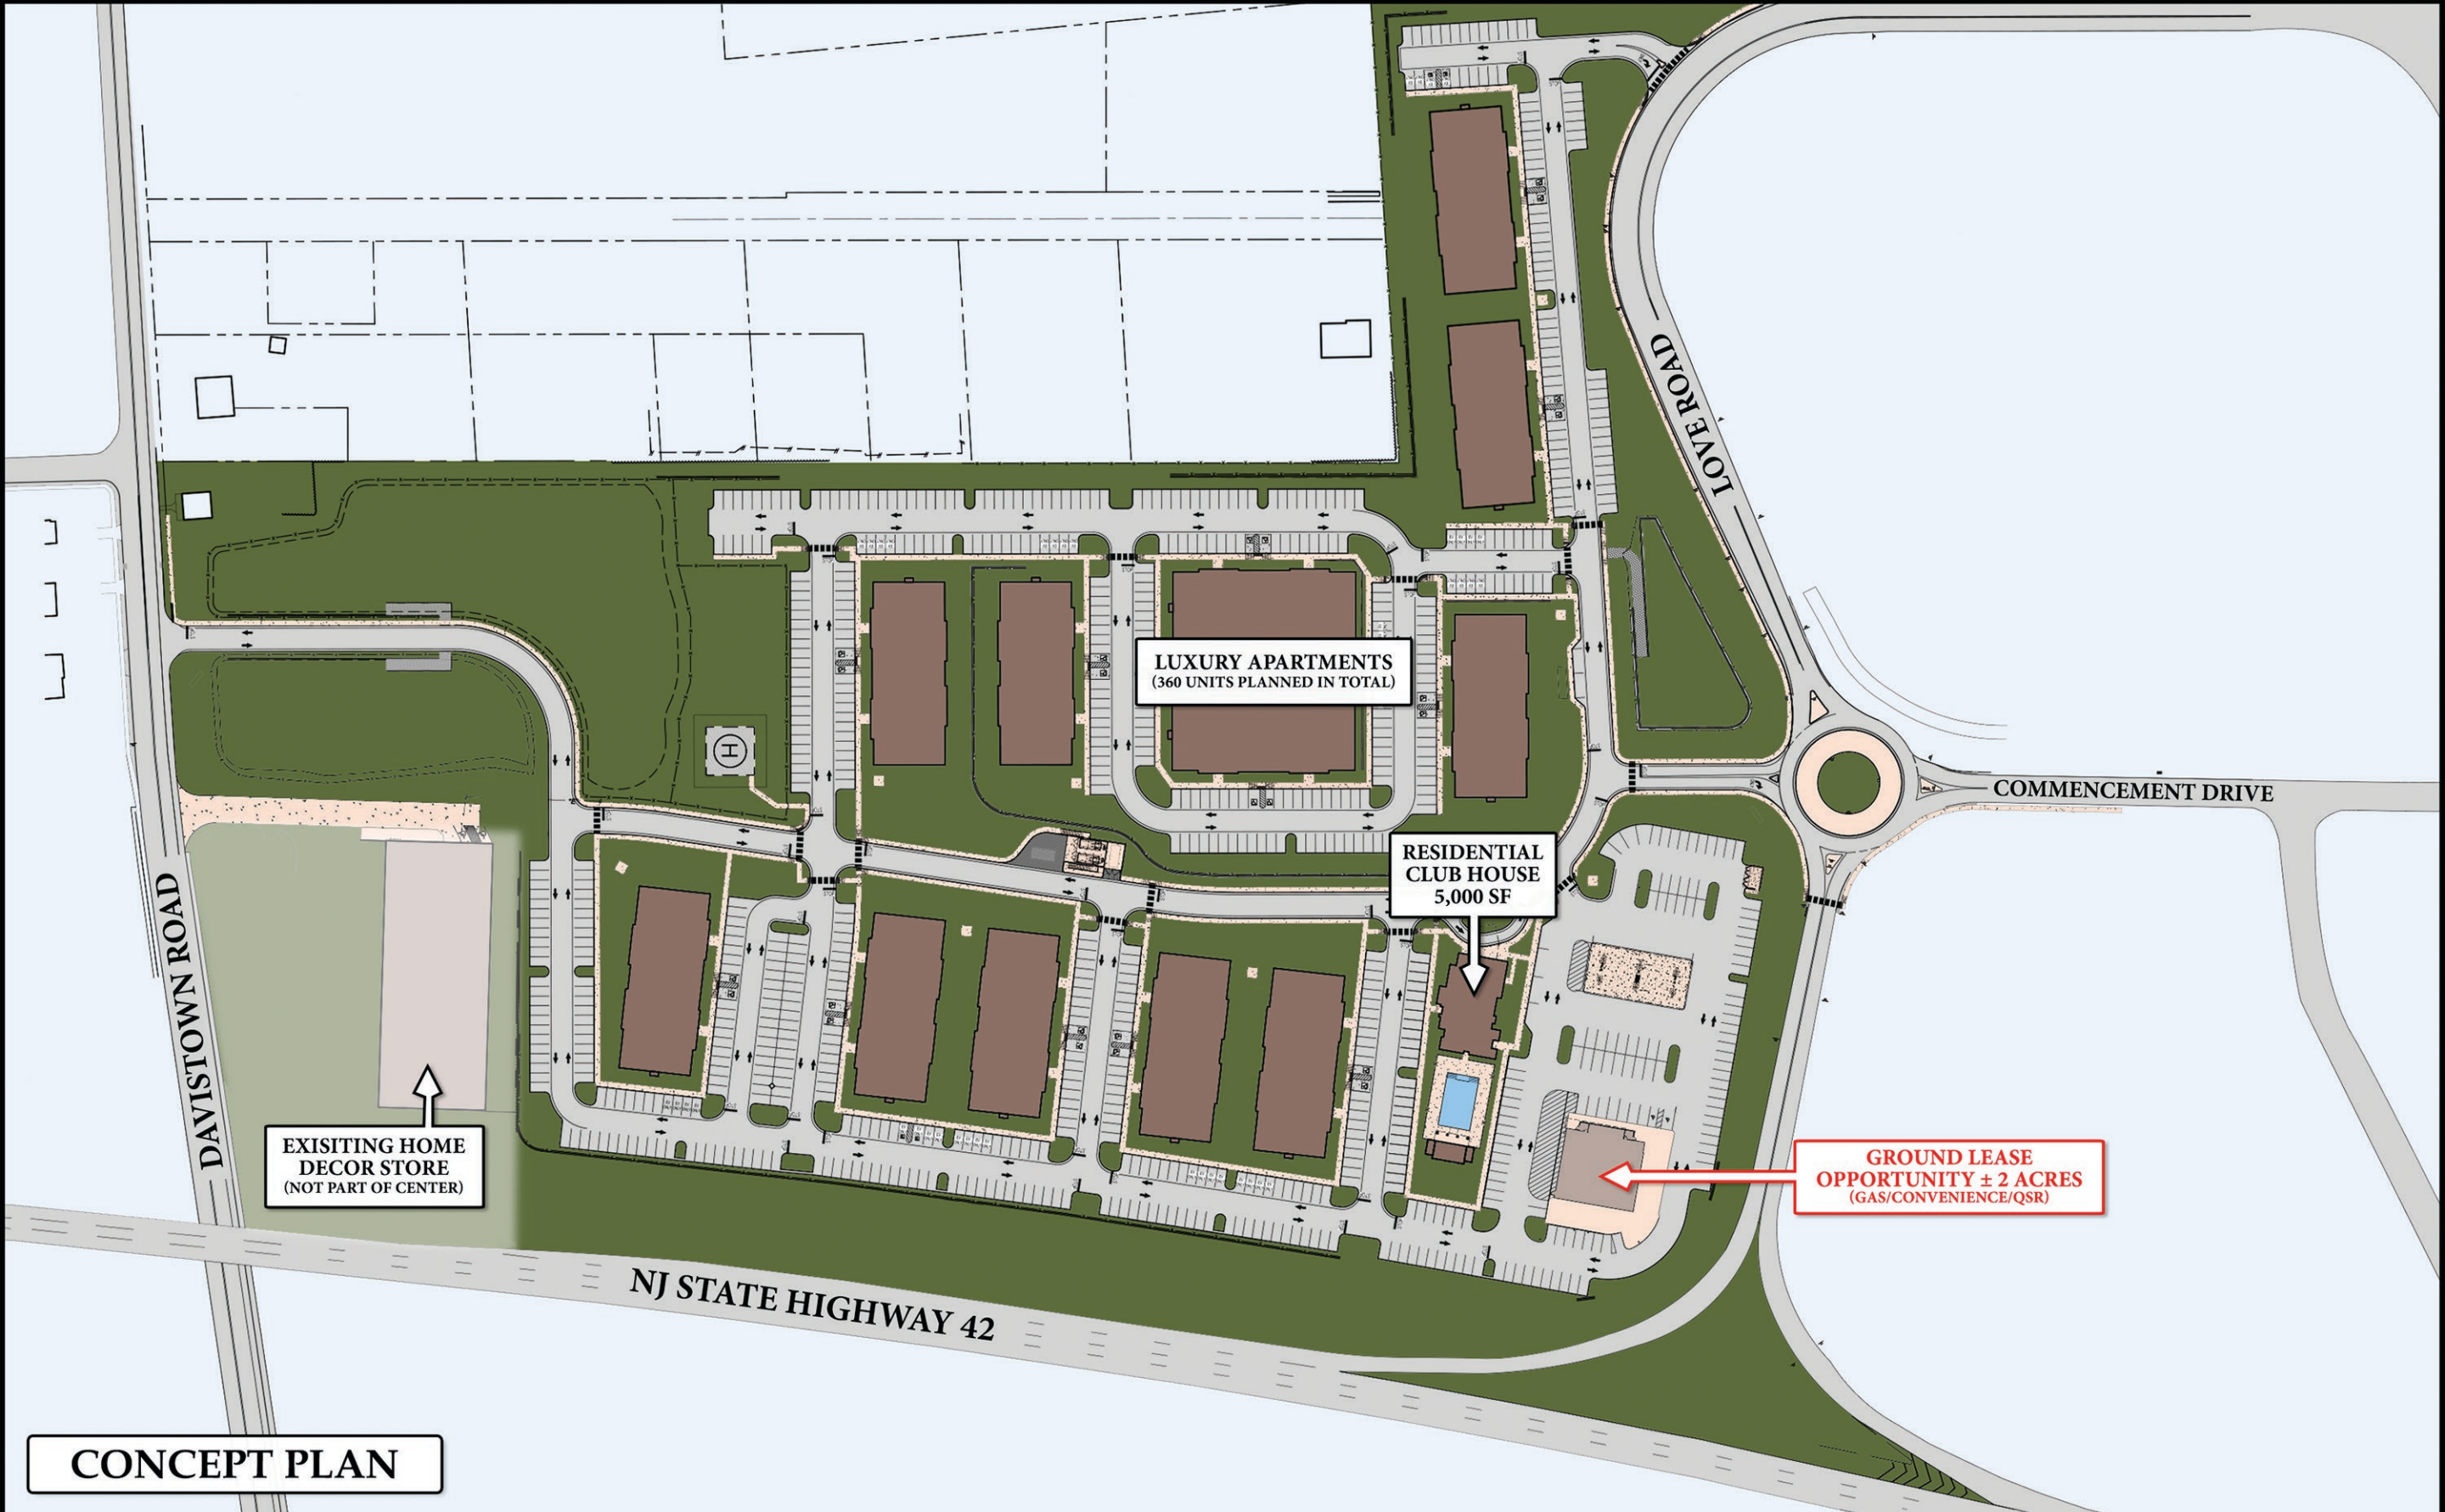 LOVE ROAD
LUXURY APARTMENTS
(360 UNITS PLANNED IN TOTAL)
H
COMMENCEMENT DRIVE
RESIDENTIAL
CLUB HOUSE
5,000 SF
DAVISTOWN ROAD
EXISITING HOME
DECOR STORE
(NOT PART OF CENTER)
GROUND LEASE
OPPORTUNITY ± 2 ACRES
(GAS/CONVENIENCE/QSR)
NJ STATE HIGHWAY 42
CONCEPT PLAN